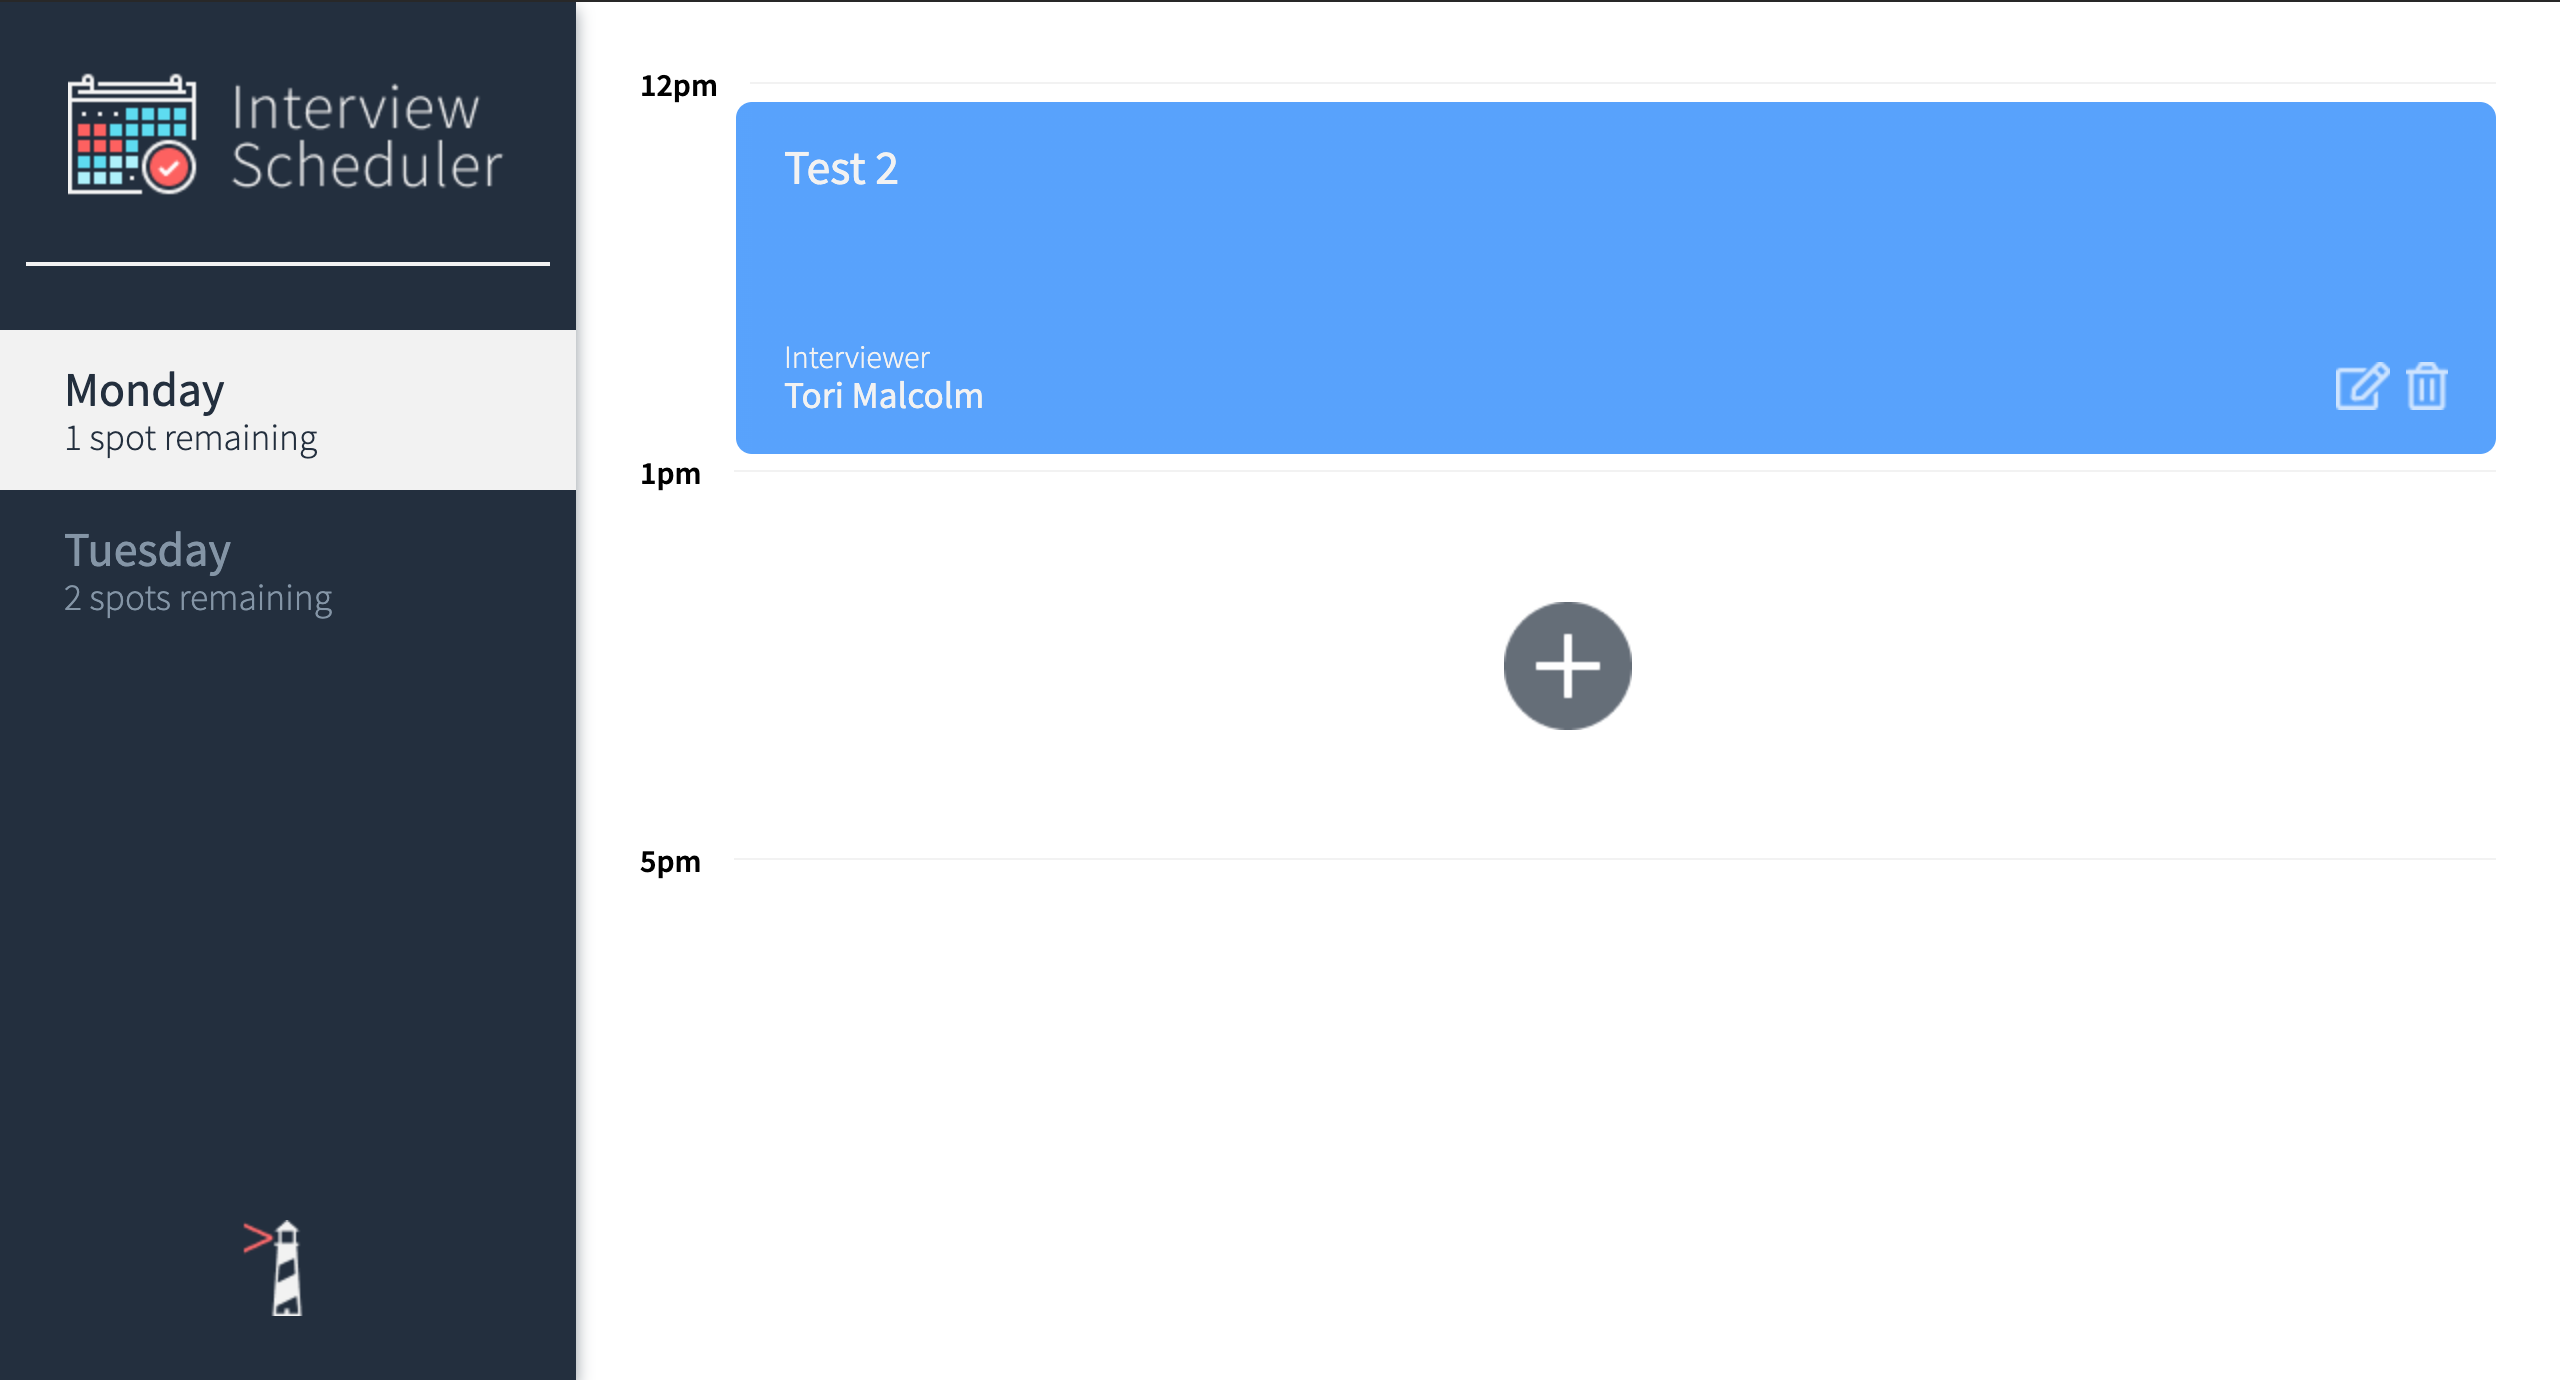 Interview
Scheduler
Monday
1 spot remaining
Tuesday
2 spots remaining
12pm
Test 2
Interviewer
Tori Malcolm
1pm
5pm